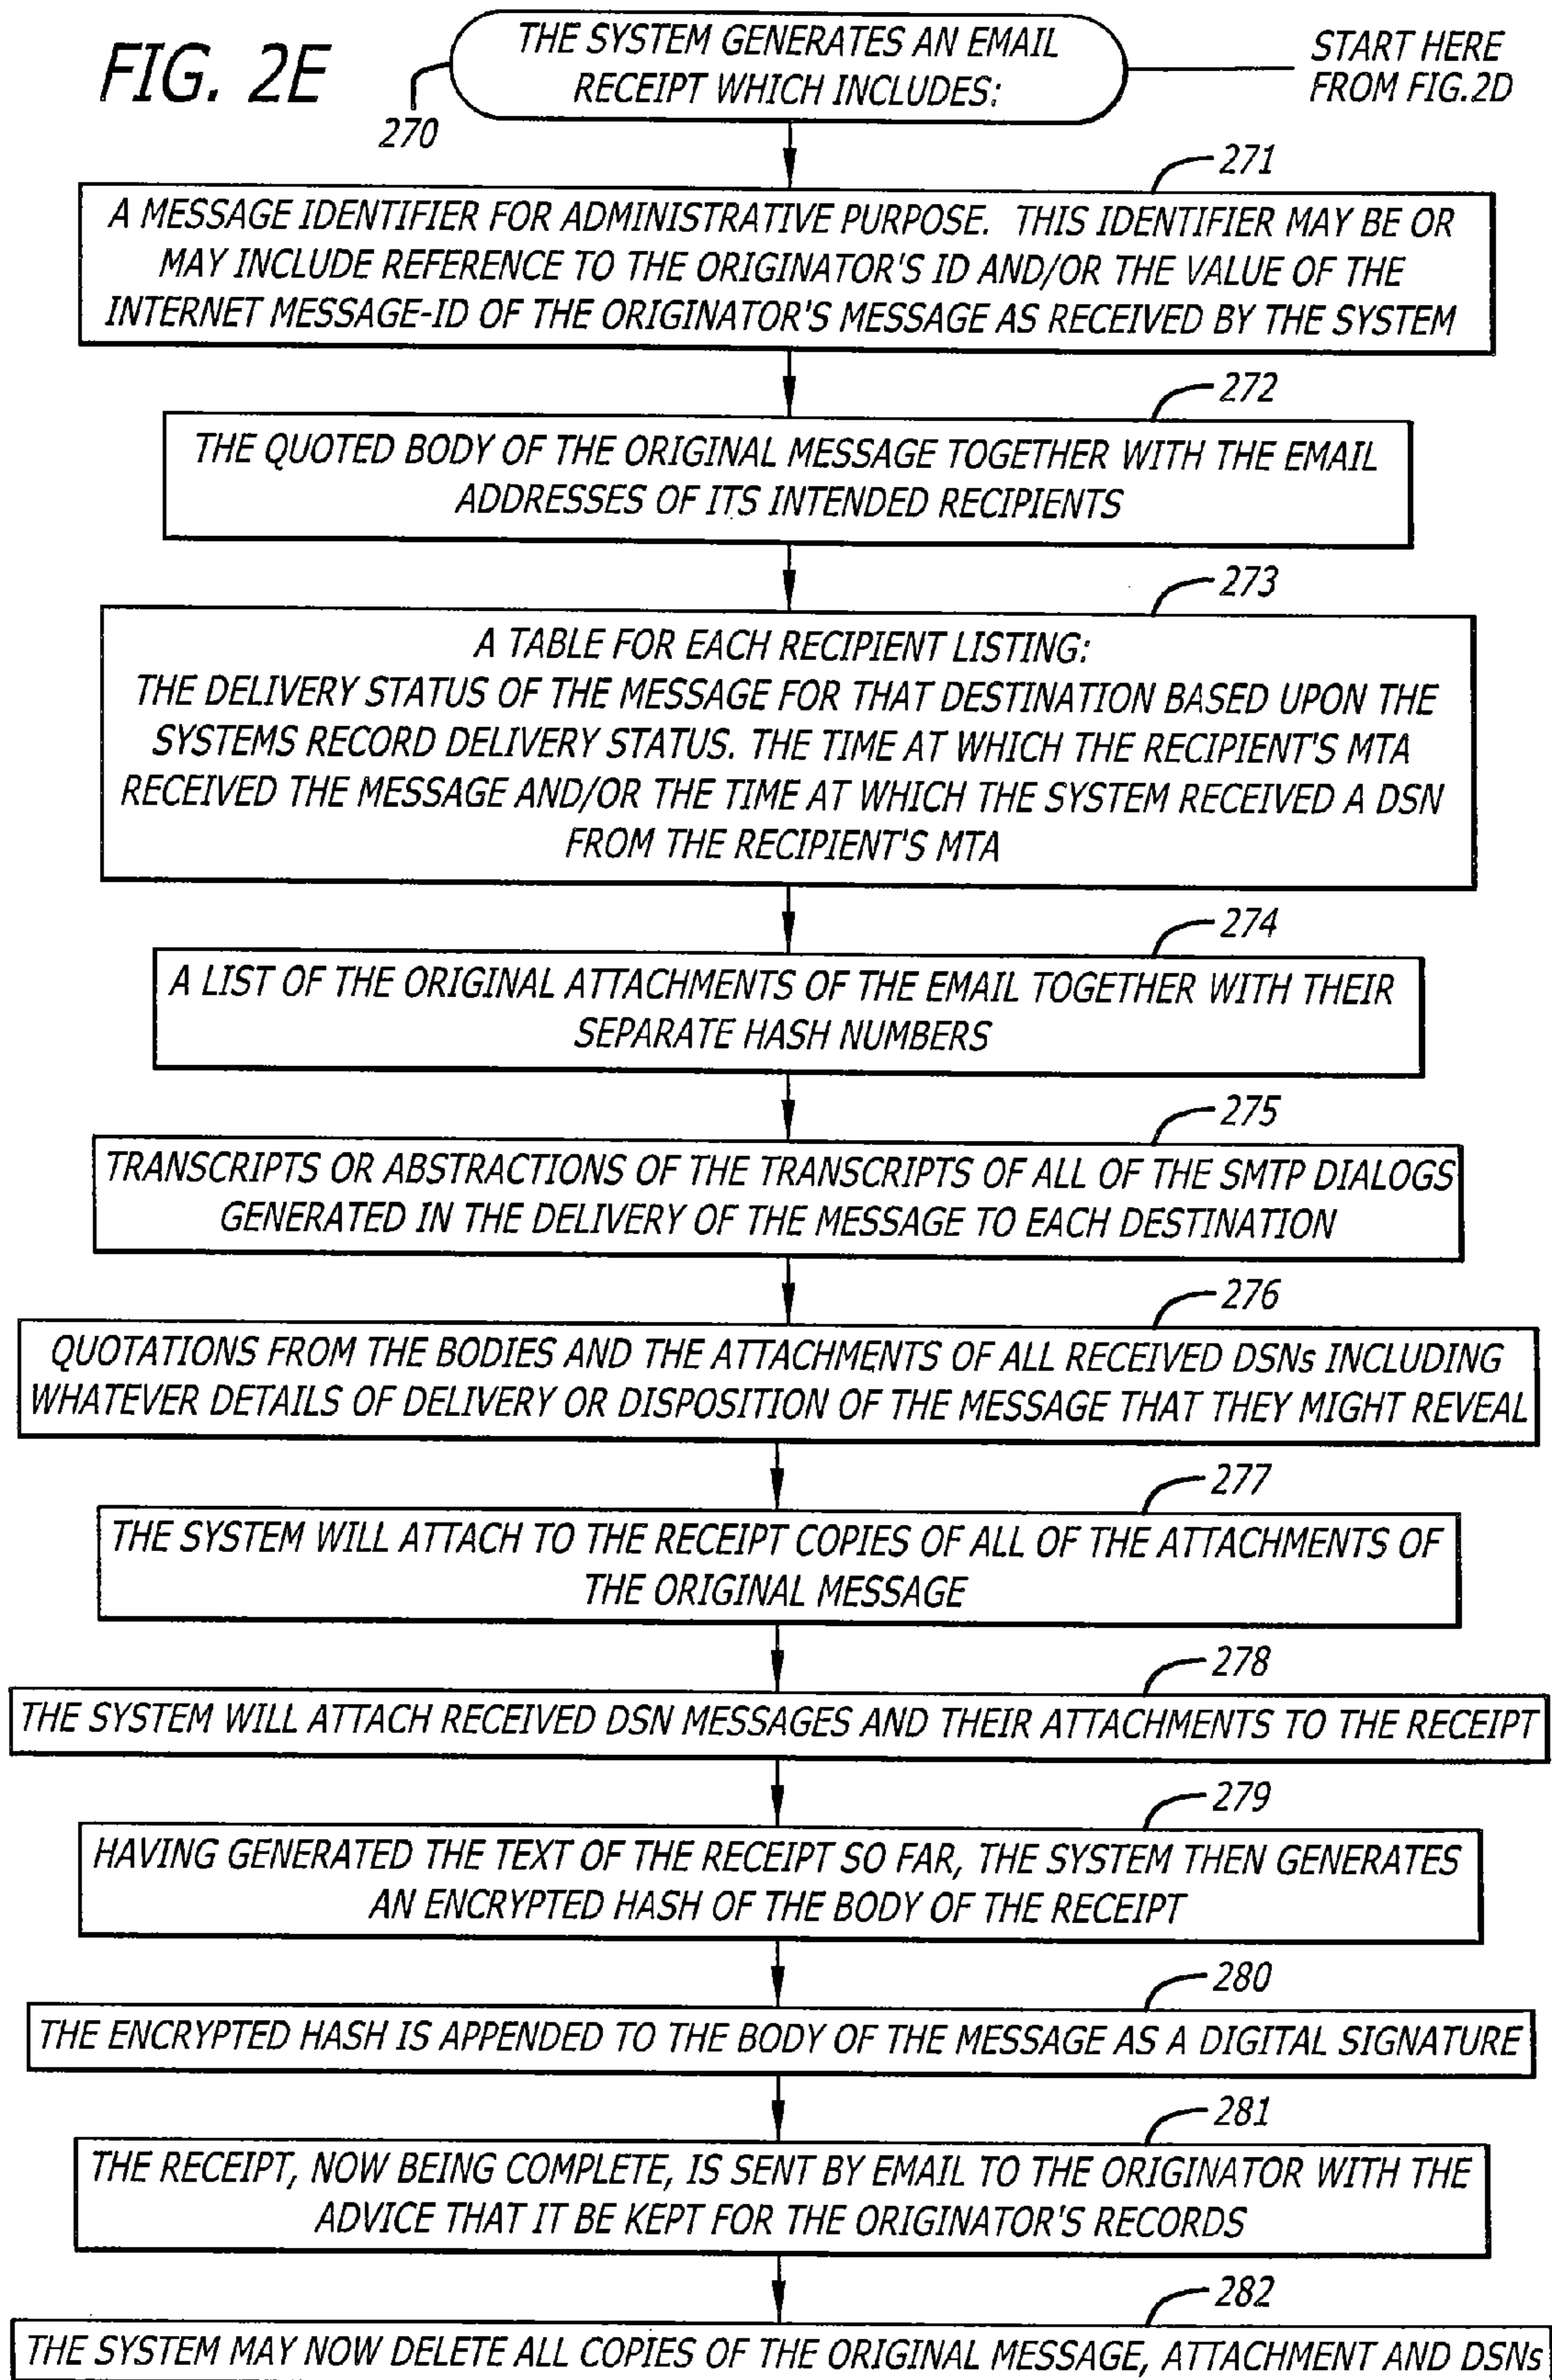 FIG. 2E
THE SYSTEM GENERATES AN EMAIL
RECEIPT WHICH INCLUDES:
START HERE
FROM FIG.2D
270
271
A MESSAGE IDENTIFIER FOR ADMINISTRATIVE PURPOSE. THIS IDENTIFIER MAY BE OR
MAY INCLUDE REFERENCE TO THE ORIGINATOR'S ID AND/OR THE VALUE OF THE
INTERNET MESSAGE-ID OF THE ORIGINATOR'S MESSAGE AS RECEIVED BY THE SYSTEM
272
THE QUOTED BODY OF THE ORIGINAL MESSAGE TOGETHER WITH THE EMAIL
ADDRESSES OF ITS INTENDED RECIPIENTS
273
A TABLE FOR EACH RECIPIENT LISTING:
THE DELIVERY STATUS OF THE MESSAGE FOR THAT DESTINATION BASED UPON THE
SYSTEMS RECORD DELIVERY STATUS. THE TIME AT WHICH THE RECIPIENT'S MTA
RECEIVED THE MESSAGE AND/OR THE TIME AT WHICH THE SYSTEM RECEIVED A DSN
FROM THE RECIPIENT'S MTA
274
A LIST OF THE ORIGINAL ATTACHMENTS OF THE EMAIL TOGETHER WITH THEIR
SEPARATE HASH NUMBERS
275
TRANSCRIPTS OR ABSTRACTIONS OF THE TRANSCRIPTS OF ALL OF THE SMTP DIALOGS
GENERATED IN THE DELIVERY OF THE MESSAGE TO EACH DESTINATION
276
QUOTATIONS FROM THE BODIES AND THE ATTACHMENTS OF ALL RECEIVED DSNs INCLUDING
WHATEVER DETAILS OF DELIVERY OR DISPOSITION OF THE MESSAGE THAT THEY MIGHT REVEAL
277
THE SYSTEM WILL ATTACH TO THE RECEIPT COPIES OF ALL OF THE ATTACHMENTS OF
THE ORIGINAL MESSAGE
278
THE SYSTEM WILL ATTACH RECEIVED DSN MESSAGES AND THEIR ATTACHMENTS TO THE RECEIPT
279
HAVING GENERATED THE TEXT OF THE RECEIPT SO FAR, THE SYSTEM THEN GENERATES
AN ENCRYPTED HASH OF THE BODY OF THE RECEIPT
280
THE ENCRYPTED HASH IS APPENDED TO THE BODY OF THE MESSAGE AS A DIGITAL SIGNATURE
281
THE RECEIPT, NOW BEING COMPLETE, IS SENT BY EMAIL TO THE ORIGINATOR WITH THE
ADVICE THAT IT BE KEPT FOR THE ORIGINATOR'S RECORDS
282
THE SYSTEM MAY NOW DELETE ALL COPIES OF THE ORIGINAL MESSAGE, ATTACHMENT AND DSNs